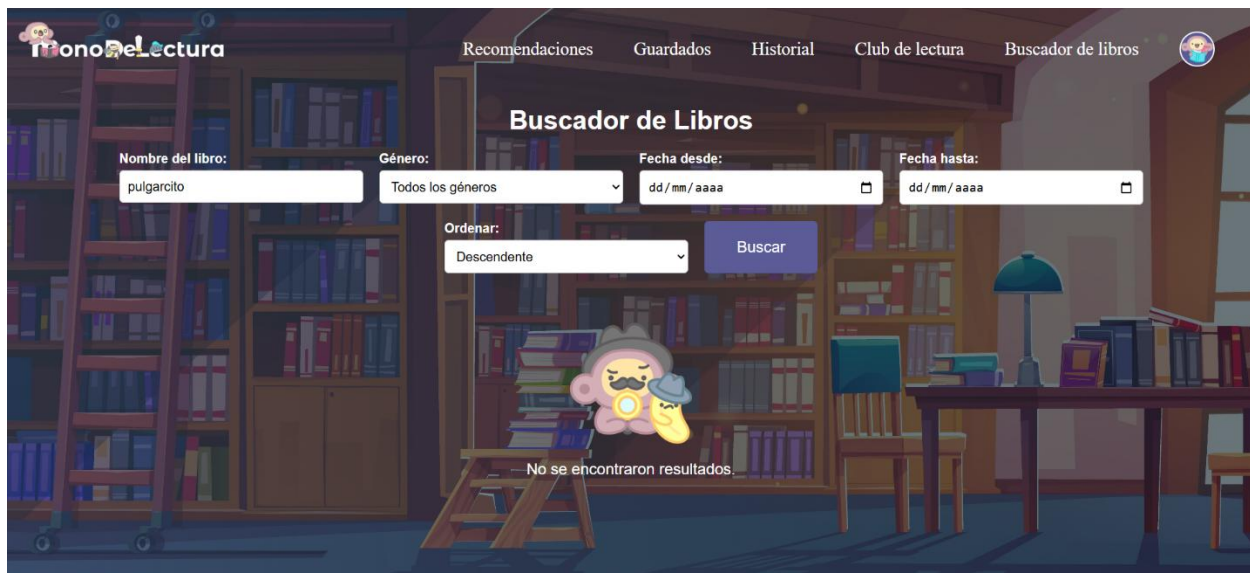 MonoDeLectura
Recomendaciones Guardados Historial Club de lectura Buscador de libros
Buscador de Libros
Nombre del libro: Género: Fecha desde: Fecha hasta:
pulgarcito Todos los géneros dd/mm/aaaa dd/mm/aaaa
Ordenar:
Descendente Buscar
No se encontraron resultados.